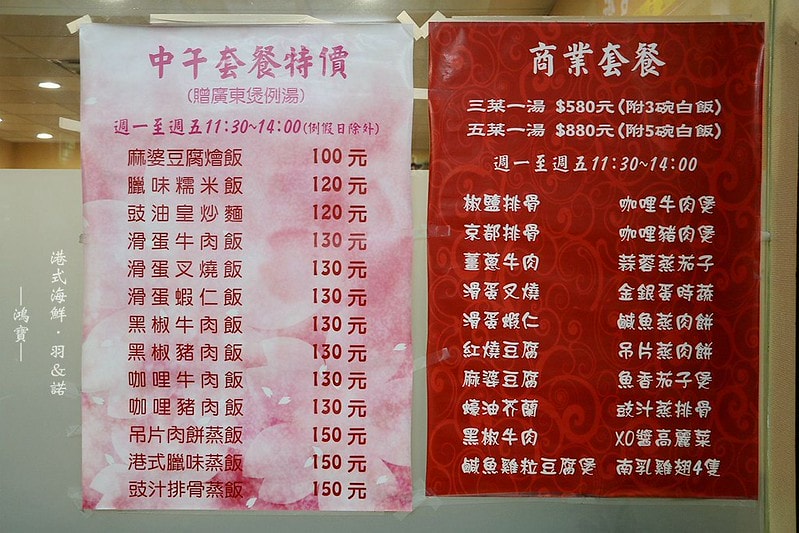 中午套餐特價
(贈廣東煲例湯)
週一至週五11:30~14:00(例假日除外)
麻婆豆腐燴飯 100元
臘味糯米飯 120元
豉油皇炒麵 120元
滑蛋牛肉飯 130元
滑蛋叉燒飯 130元
滑蛋蝦仁飯 130元
黑椒牛肉飯 130元
黑椒豬肉飯 130元
咖哩牛肉飯 130元
咖哩豬肉飯 130元
吊片肉餅蒸飯 150元
港式臘味蒸飯 150元
豉汁排骨蒸飯 150元
商業套餐
三菜一湯 $580元(附3碗白飯)
五菜一湯 $880元(附5碗白飯)
週一至週五11:30~14:00
椒鹽排骨 咖哩牛肉煲
京都排骨 咖哩豬肉煲
薑蔥牛肉 蒜蓉蒸茄子
滑蛋叉燒 金銀蛋時蔬
滑蛋蝦仁 鹹魚蒸肉餅
紅燒豆腐 吊片蒸肉餅
麻婆豆腐 魚香茄子煲
蠔油芥蘭 豉汁蒸排骨
黑椒牛肉 XO醬高麗菜
鹹魚雞粒豆腐煲 南乳雞翅4隻
港式海鮮·羽&諾
—鴻寶—